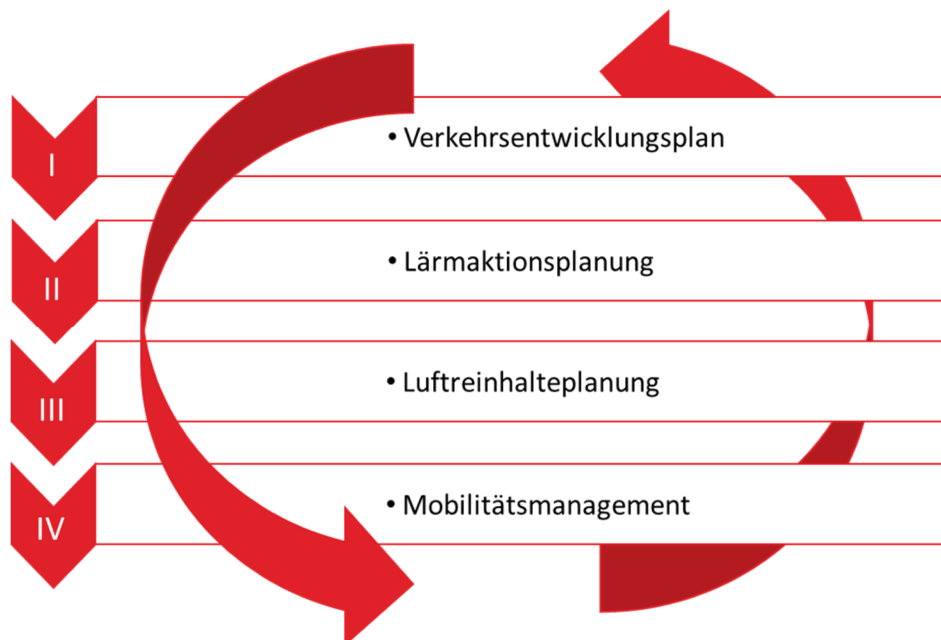 I
• Verkehrsentwicklungsplan
II
• Lärmaktionsplanung
III
• Luftreinhalteplanung
IV
• Mobilitätsmanagement